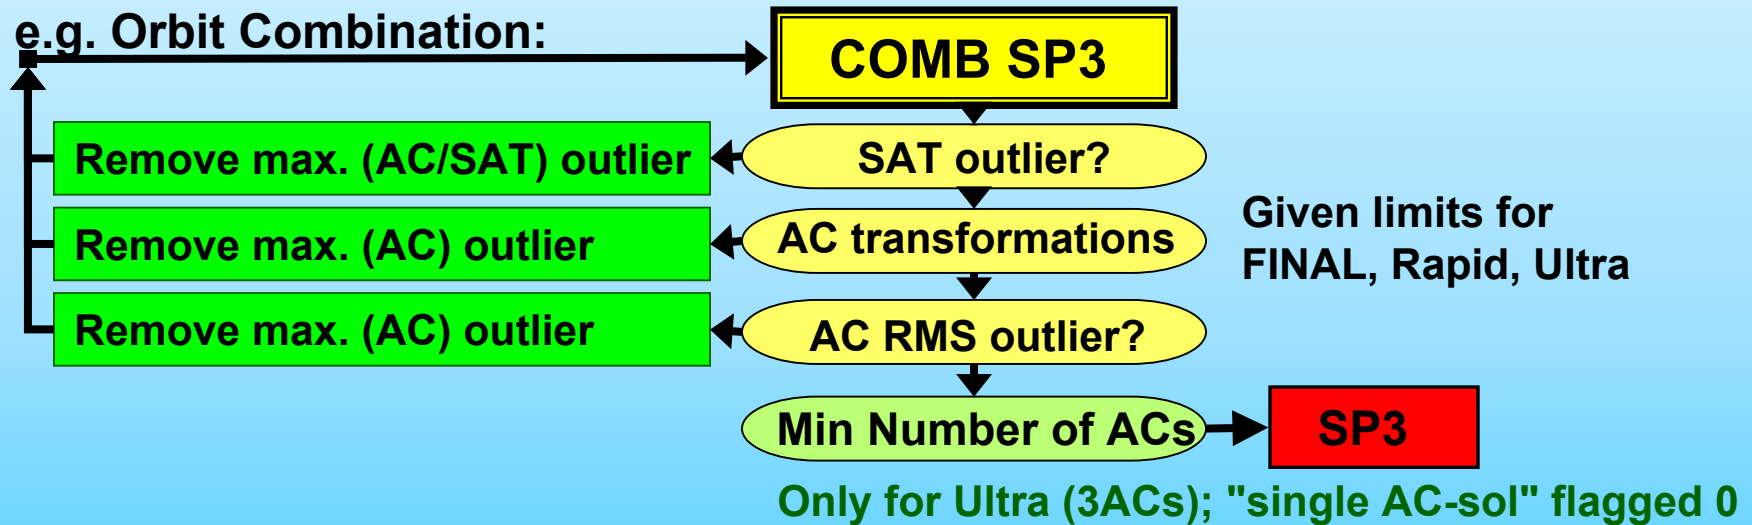 e.g. Orbit Combination:
COMB SP3
Remove max. (AC/SAT) outlier
SAT outlier?
Remove max. (AC) outlier
AC transformations
Given limits for
FINAL, Rapid, Ultra
Remove max. (AC) outlier
AC RMS outlier?
Min Number of ACs
SP3
Only for Ultra (3ACs); "single AC-sol" flagged 0